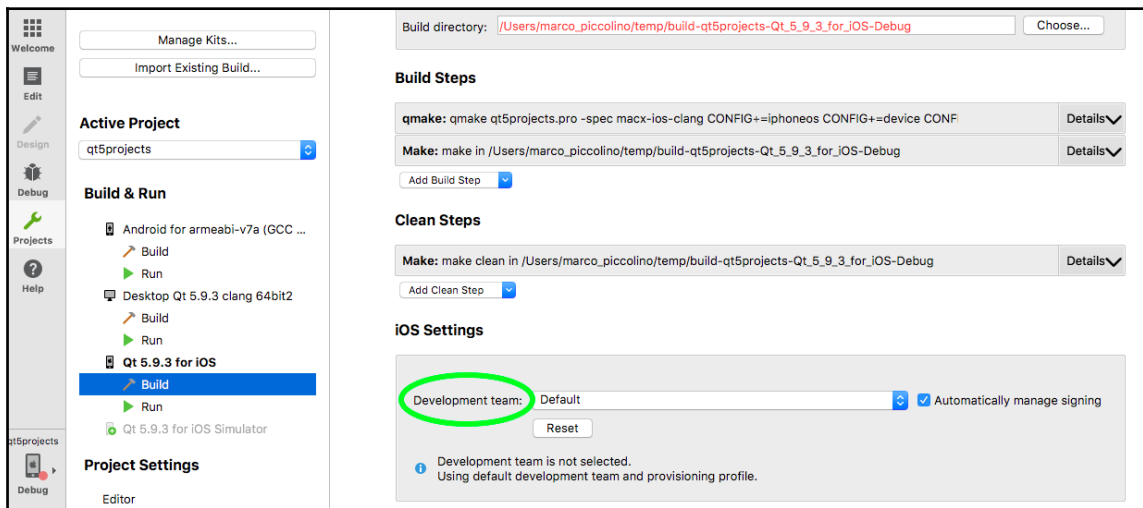 Welcome
Edit
Design
Debug
Projects
Help
qt5projects
Debug
Manage Kits...
Import Existing Build...
Active Project
qt5projects
Build & Run
Android for armeabi-v7a (GCC ...
Build
Run
Desktop Qt 5.9.3 clang 64bit2
Build
Run
Qt 5.9.3 for iOS
Build
Run
Qt 5.9.3 for iOS Simulator
Project Settings
Editor
Build directory: /Users/marco_piccolino/temp/build-qt5projects-Qt_5_9_3_for_iOS-Debug Choose...
Build Steps
qmake: qmake qt5projects.pro -spec macx-ios-clang CONFIG+=iphoneos CONFIG+=device CONF Details
Make: make in /Users/marco_piccolino/temp/build-qt5projects-Qt_5_9_3_for_iOS-Debug Details
Add Build Step
Clean Steps
Make: make clean in /Users/marco_piccolino/temp/build-qt5projects-Qt_5_9_3_for_iOS-Debug Details
Add Clean Step
iOS Settings
Development team: Default Automatically manage signing
Reset
Development team is not selected.
Using default development team and provisioning profile.